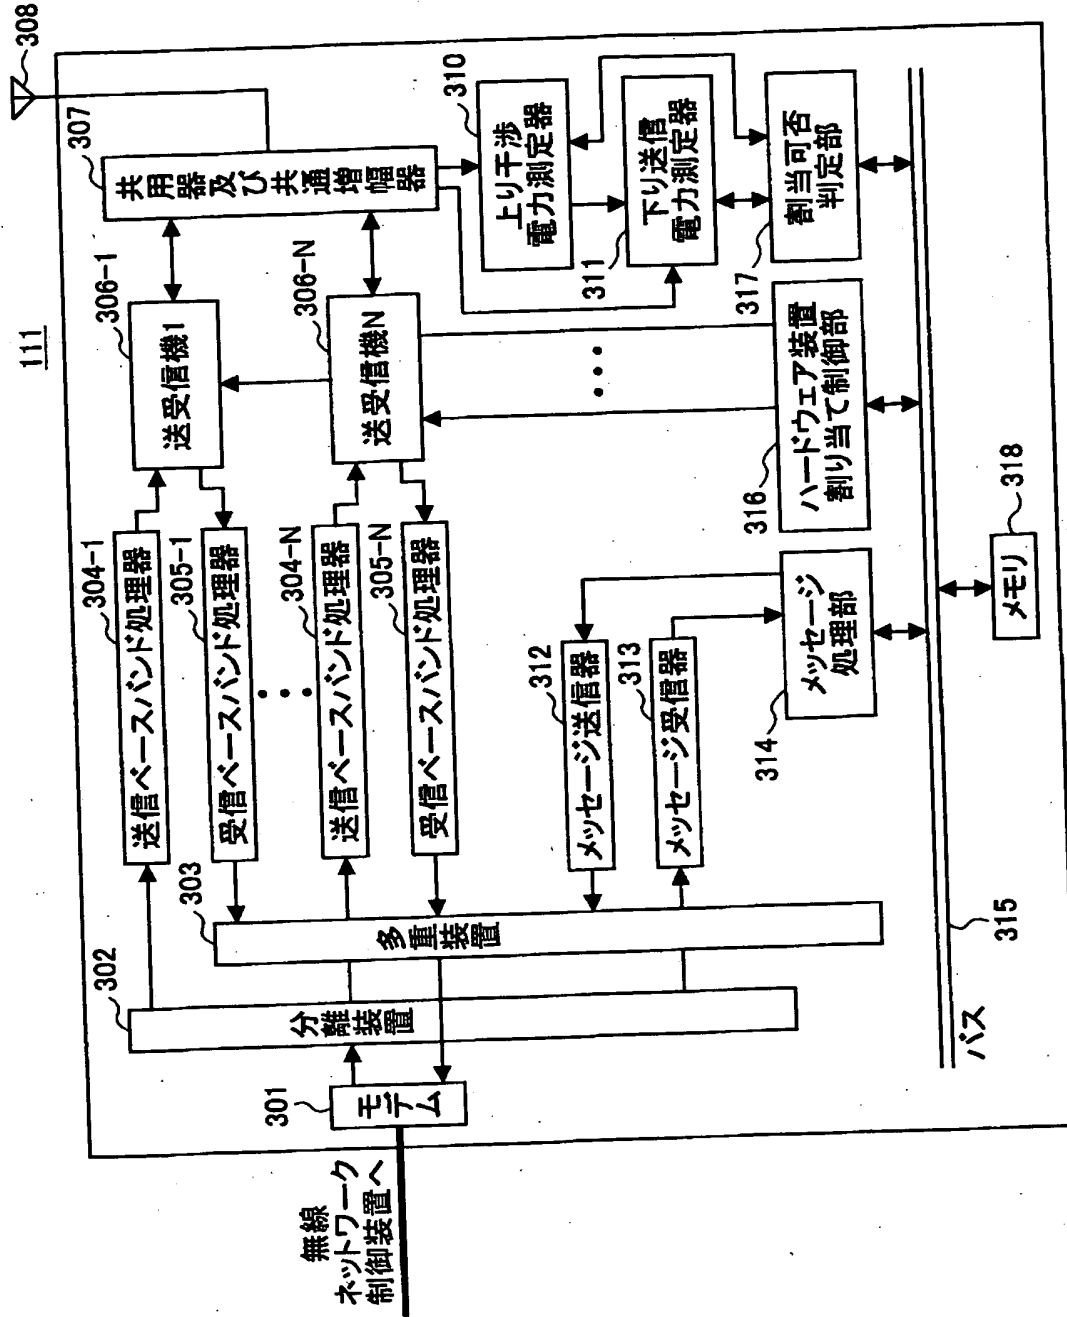 111
308
307
共用器及び共通増幅器
306-1
送受信機1
306-N
送受信機N
310
上り干渉
電力測定器
311
下り送信
電力測定器
317
割当可否
判定部
304-1
送信ベースバンド処理器
305-1
受信ベースバンド処理器
304-N
送信ベースバンド処理器
305-N
受信ベースバンド処理器
316
ハードウェア装置
割り当て制御部
312
メッセージ送信器
313
メッセージ受信器
314
メッセージ
処理部
318
メモリ
303
多重装置
302
分離装置
301
モデム
315
バス
無線
ネットワーク
制御装置へ